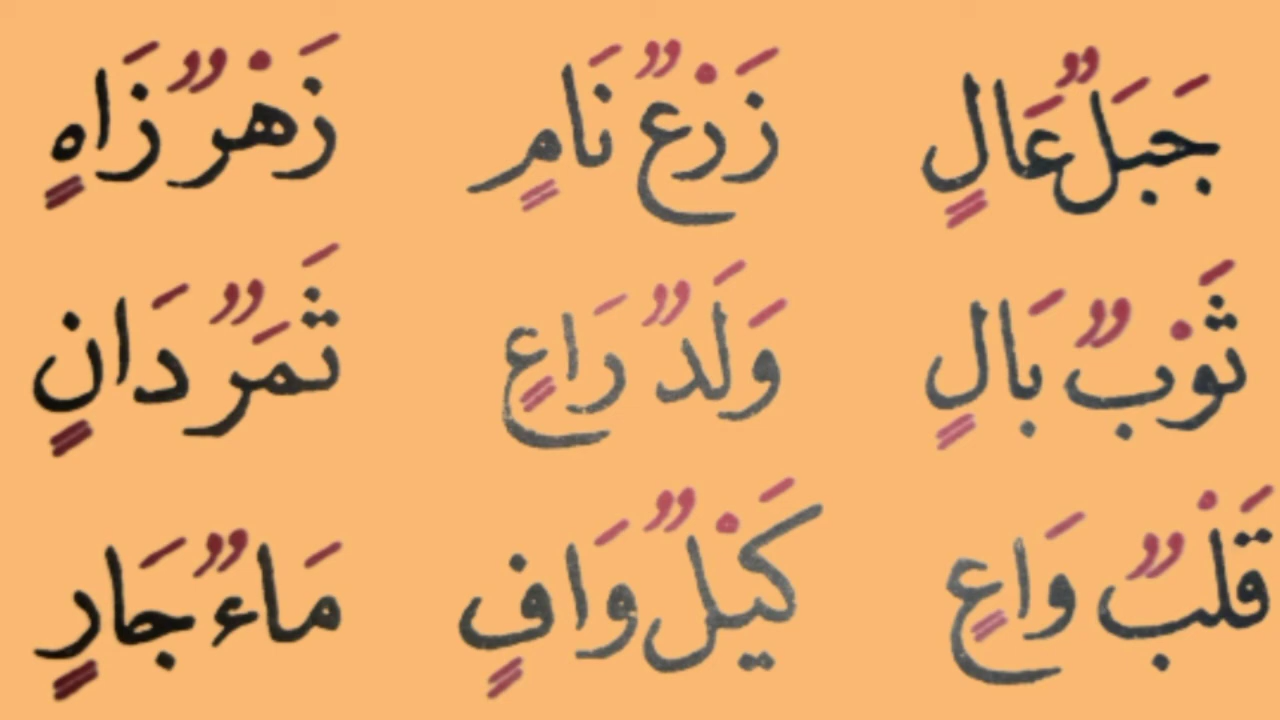 جَبَلٌ عَالٍ زَرْعٌ نَامٍ زَهْرٌ زَاهٍ
ثَوْبٌ بَالٍ وَلَدٌ رَاعٍ ثَمَرٌ دَانٍ
قَلْبٌ وَاعٍ كَيْلٌ وَافٍ مَاءٌ جَارٍ